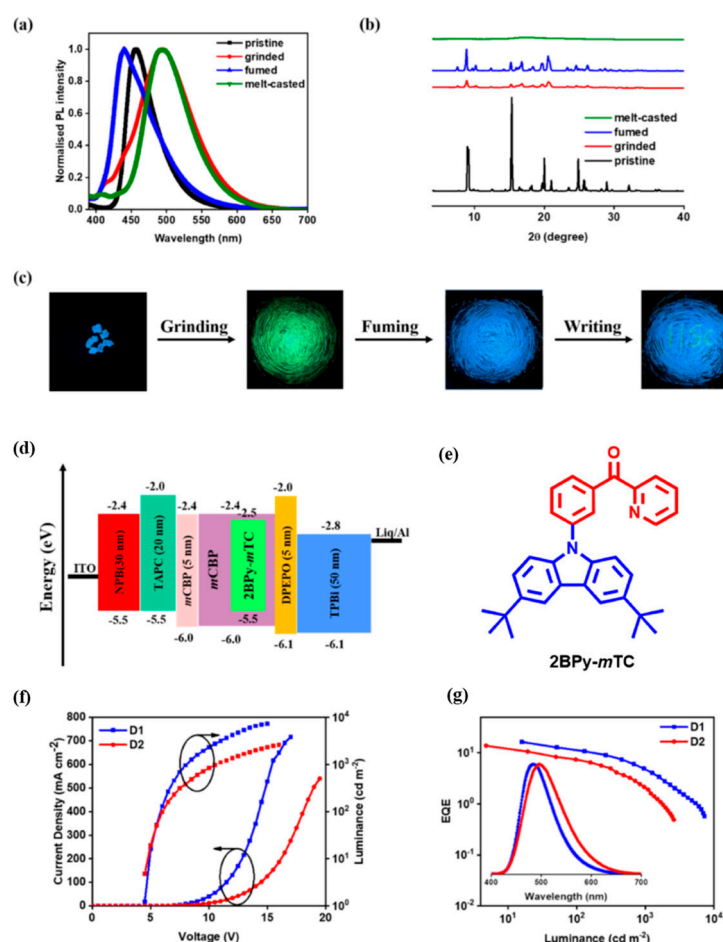 (a)
pristine
grinded
fumed
melt-casted
Normalised PL intensity
1.0
0.8
0.6
0.4
0.2
0.0
400 450 500 550 600 650 700
Wavelength (nm)
(b)
melt-casted
fumed
grinded
pristine
10 20 30 40
2θ (degree)
(c)
Grinding
Fuming
Writing
(d)
Energy (eV)
ITO
-2.4
NPB(30 nm)
-5.5
-2.0
TAPC (20 nm)
-5.5
-2.4
mCBP (5 nm)
-6.0
-2.4
mCBP
-6.0
-2.5
2BPy-mTC
-5.5
-2.0
DPEPO (5 nm)
-6.1
-2.8
TPBi (50 nm)
-6.1
Liq/Al
(e)
O
N
N
2BPy-mTC
(f)
D1
D2
Current Density (mA cm-2)
800
700
600
500
400
300
200
100
0
0 5 10 15 20
Voltage (V)
10⁴
10³
10²
10¹
10⁰
Luminance (cd m-2)
(g)
D1
D2
EQE
10²
10¹
10⁰
10⁻¹
10⁻²
400 500 600 700
Wavelength (nm)
10¹ 10² 10³ 10⁴
Luminance (cd m-2)